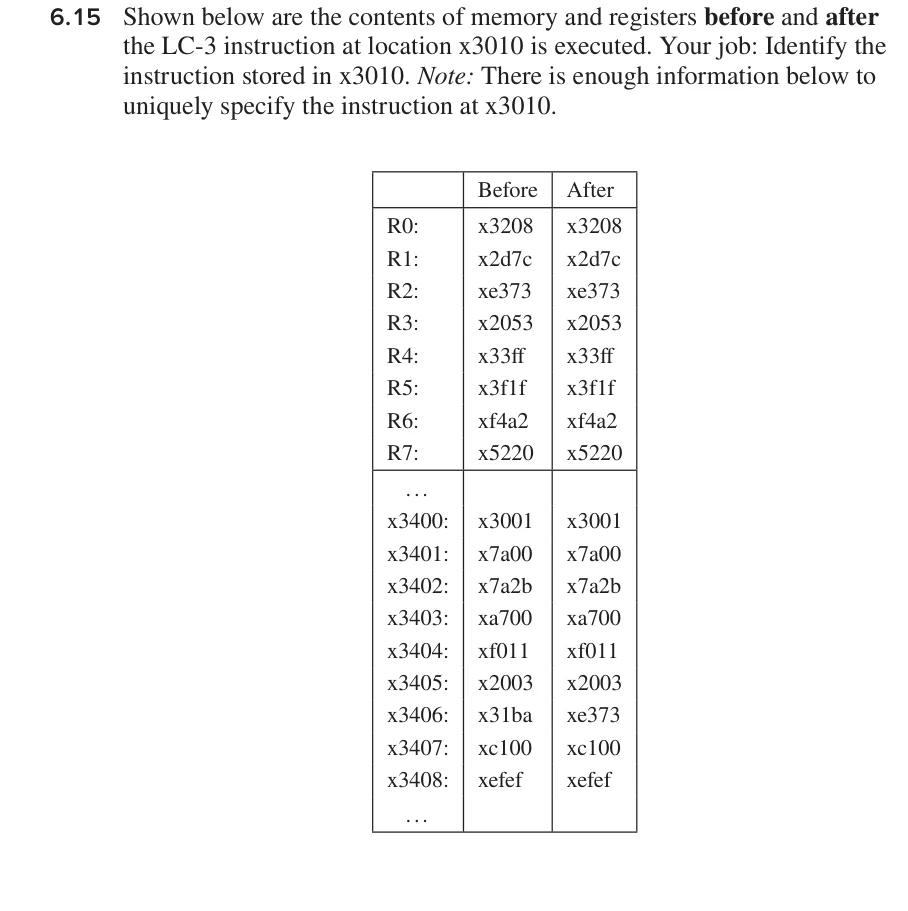 6.15 Shown below are the contents of memory and registers before and after
the LC-3 instruction at location x3010 is executed. Your job: Identify the
instruction stored in x3010. Note: There is enough information below to
uniquely specify the instruction at x3010.
Before After
R0: x3208 x3208
R1: x2d7c x2d7c
R2: xe373 xe373
R3: x2053 x2053
R4: x33ff x33ff
R5: x3f1f x3f1f
R6: xf4a2 xf4a2
R7: x5220 x5220
...
x3400: x3001 x3001
x3401: x7a00 x7a00
x3402: x7a2b x7a2b
x3403: xa700 xa700
x3404: xf011 xf011
x3405: x2003 x2003
x3406: x31ba xe373
x3407: xc100 xc100
x3408: xefef xefef
...